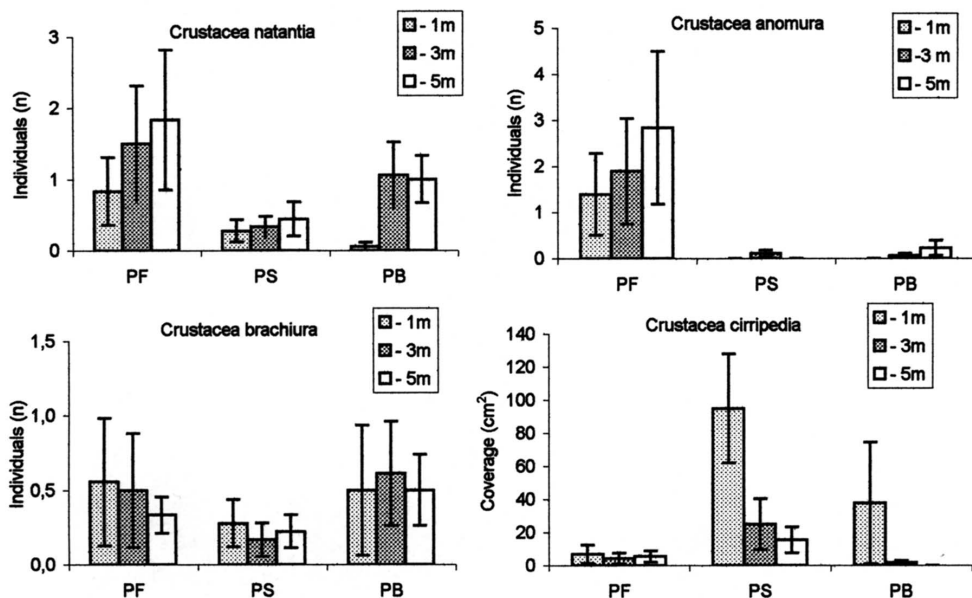 Crustacea natantia
- 1m
- 3m
- 5m
Individuals (n)
3
2
1
0
PF PS PB
Crustacea anomura
- 1m
-3 m
- 5m
Individuals (n)
5
4
3
2
1
0
PF PS PB
Crustacea brachiura
- 1m
- 3m
- 5m
Individuals (n)
1,5
1,0
0,5
0,0
PF PS PB
Crustacea cirripedia
- 1m
- 3m
- 5m
Coverage (cm²)
140
120
100
80
60
40
20
0
PF PS PB